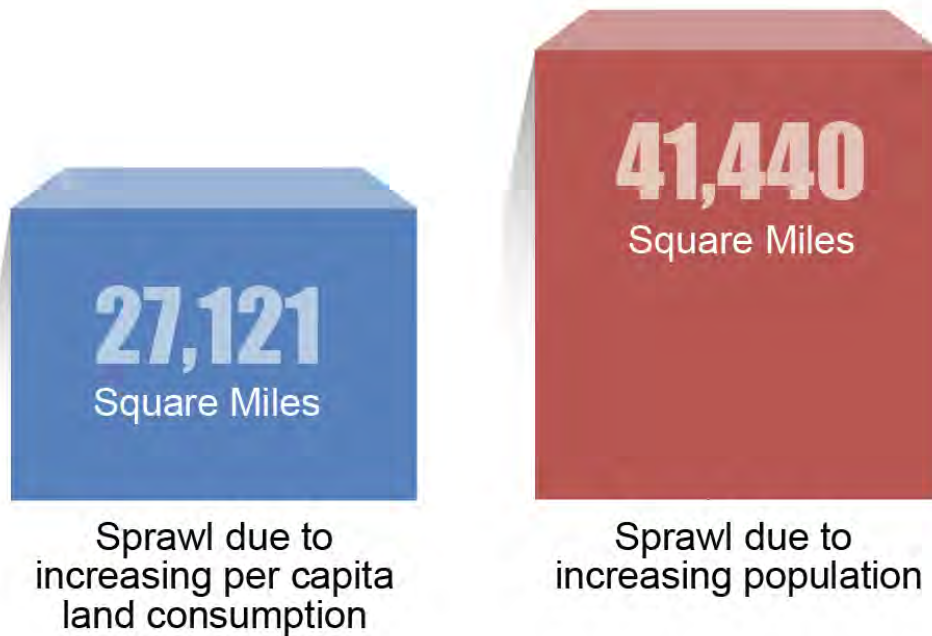 27,121
Square Miles
Sprawl due to
increasing per capita
land consumption
41,440
Square Miles
Sprawl due to
increasing population